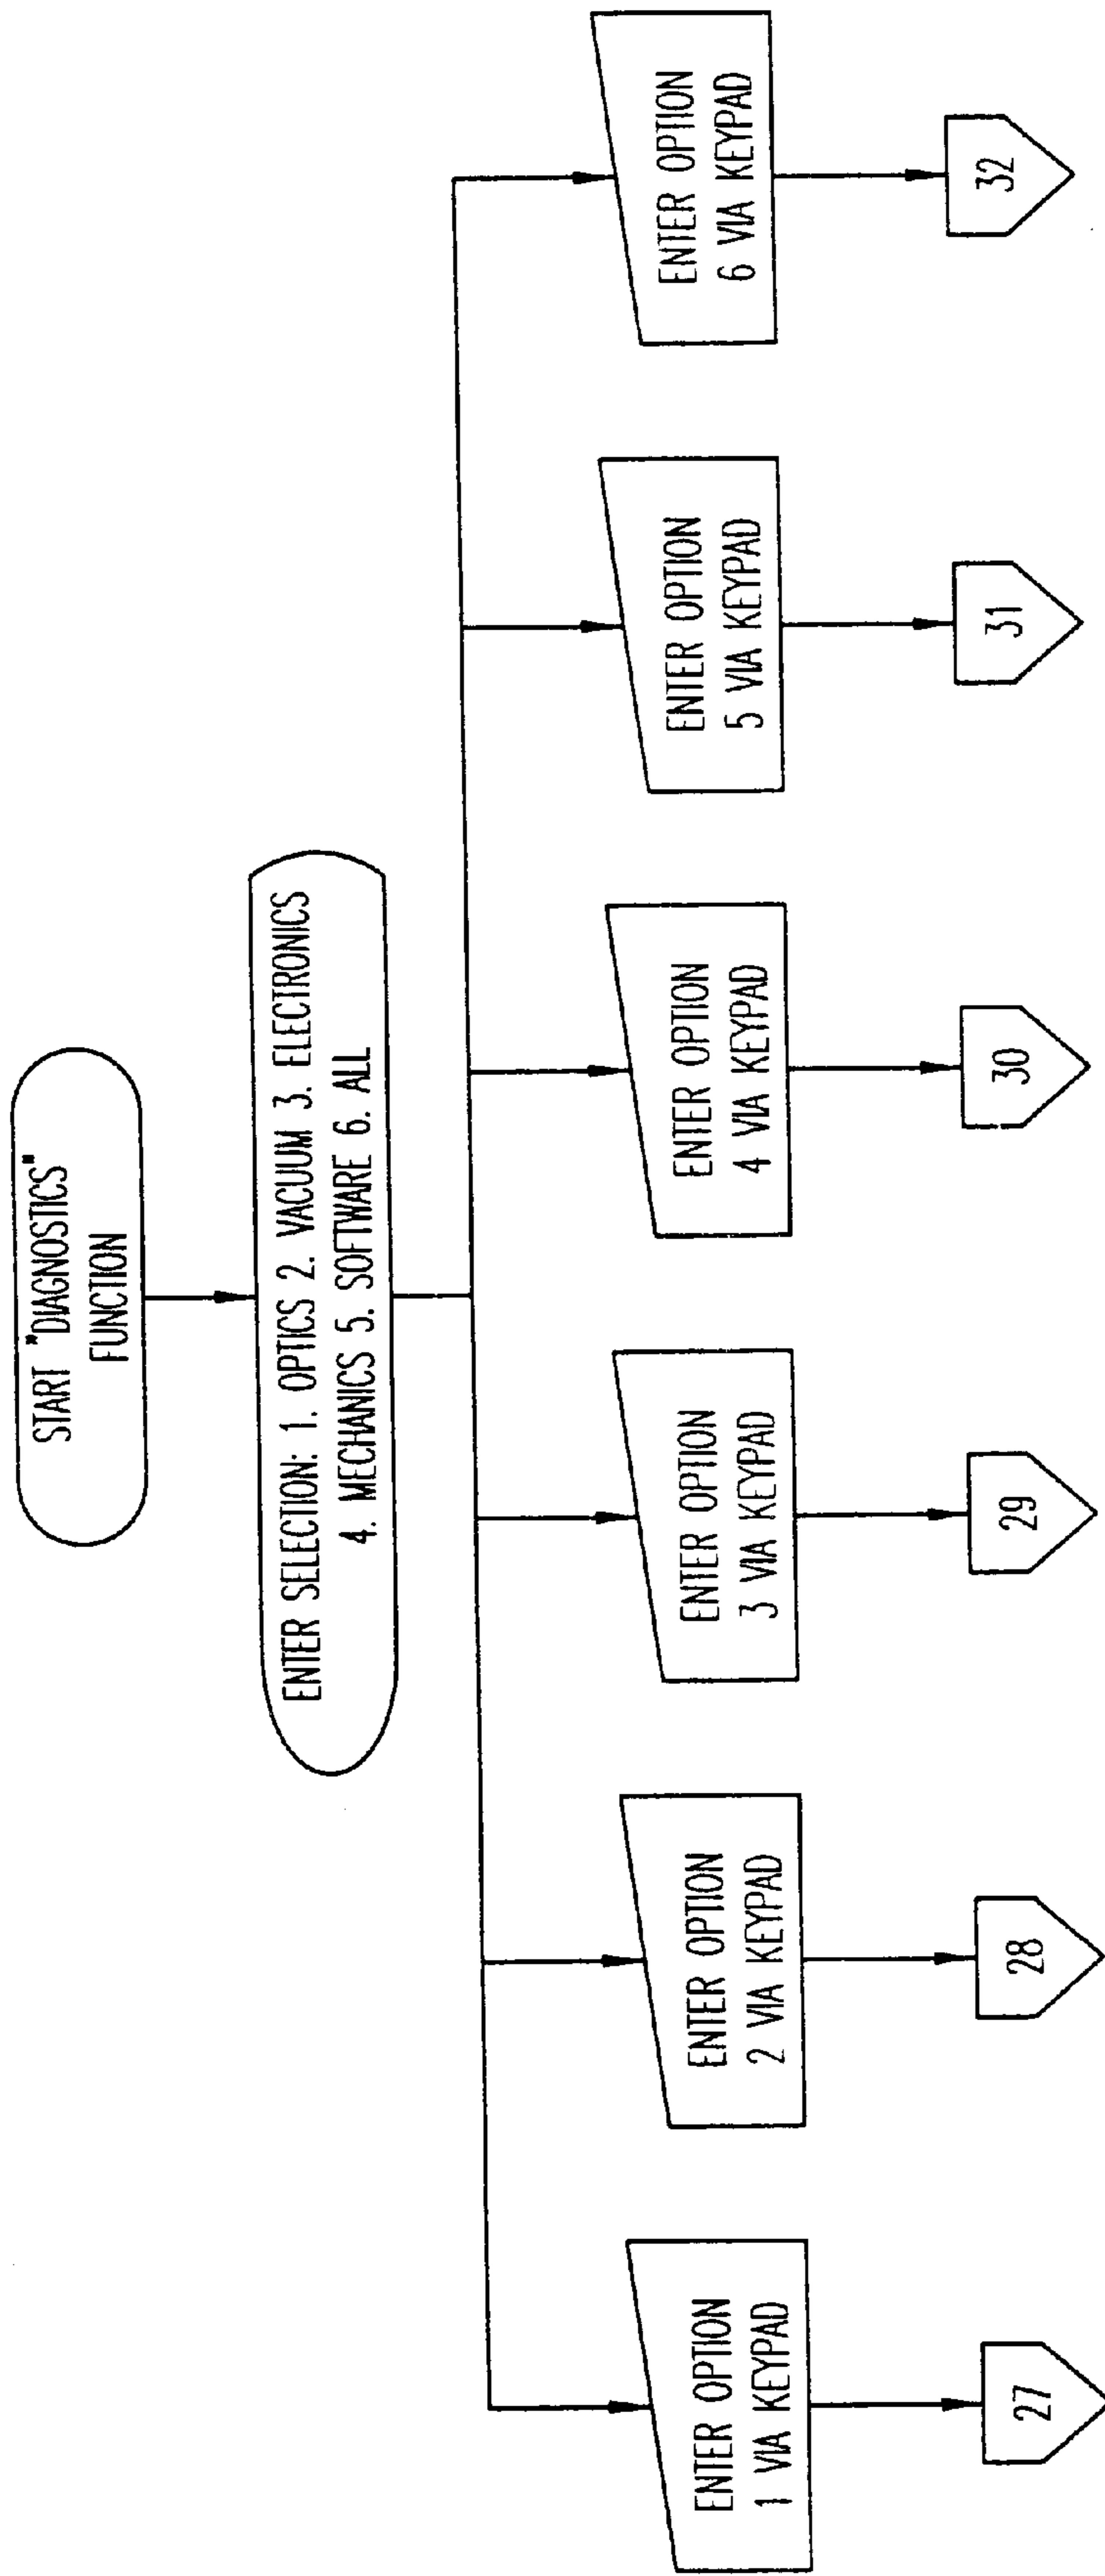 START "DIAGNOSTICS"
FUNCTION
ENTER SELECTION: 1. OPTICS 2. VACUUM 3. ELECTRONICS
4. MECHANICS 5. SOFTWARE 6. ALL
ENTER OPTION
1 VIA KEYPAD
ENTER OPTION
2 VIA KEYPAD
ENTER OPTION
3 VIA KEYPAD
ENTER OPTION
4 VIA KEYPAD
ENTER OPTION
5 VIA KEYPAD
ENTER OPTION
6 VIA KEYPAD
27
28
29
30
31
32